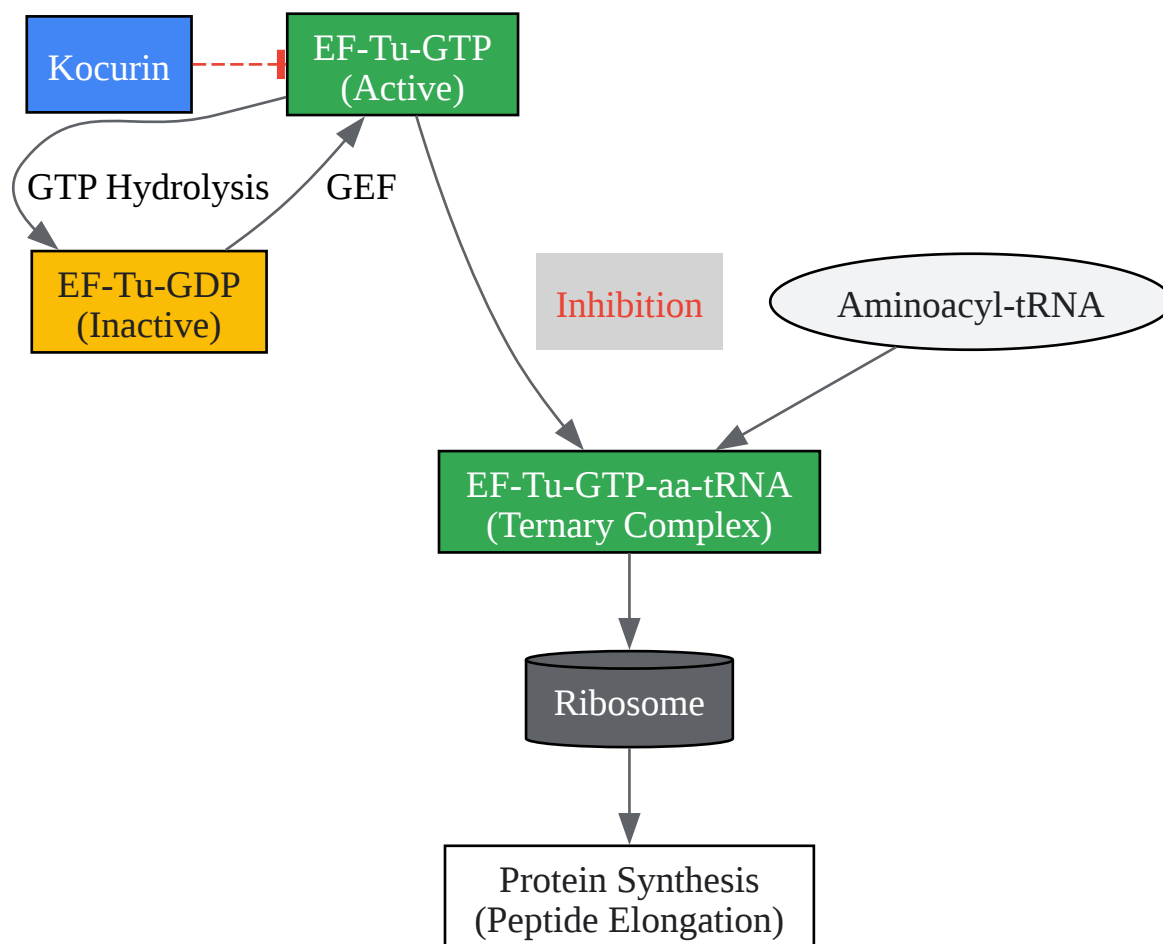 Kocurin
EF-Tu-GTP
(Active)
GTP Hydrolysis
GEF
EF-Tu-GDP
(Inactive)
Inhibition
Aminoacyl-tRNA
EF-Tu-GTP-aa-tRNA
(Ternary Complex)
Ribosome
Protein Synthesis
(Peptide Elongation)